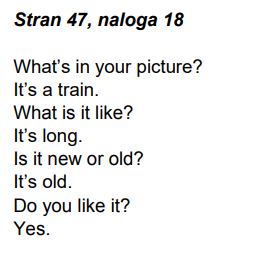 Stran 47, naloga 18
What's in your picture?
It's a train.
What is it like?
It's long.
Is it new or old?
It's old.
Do you like it?
Yes.